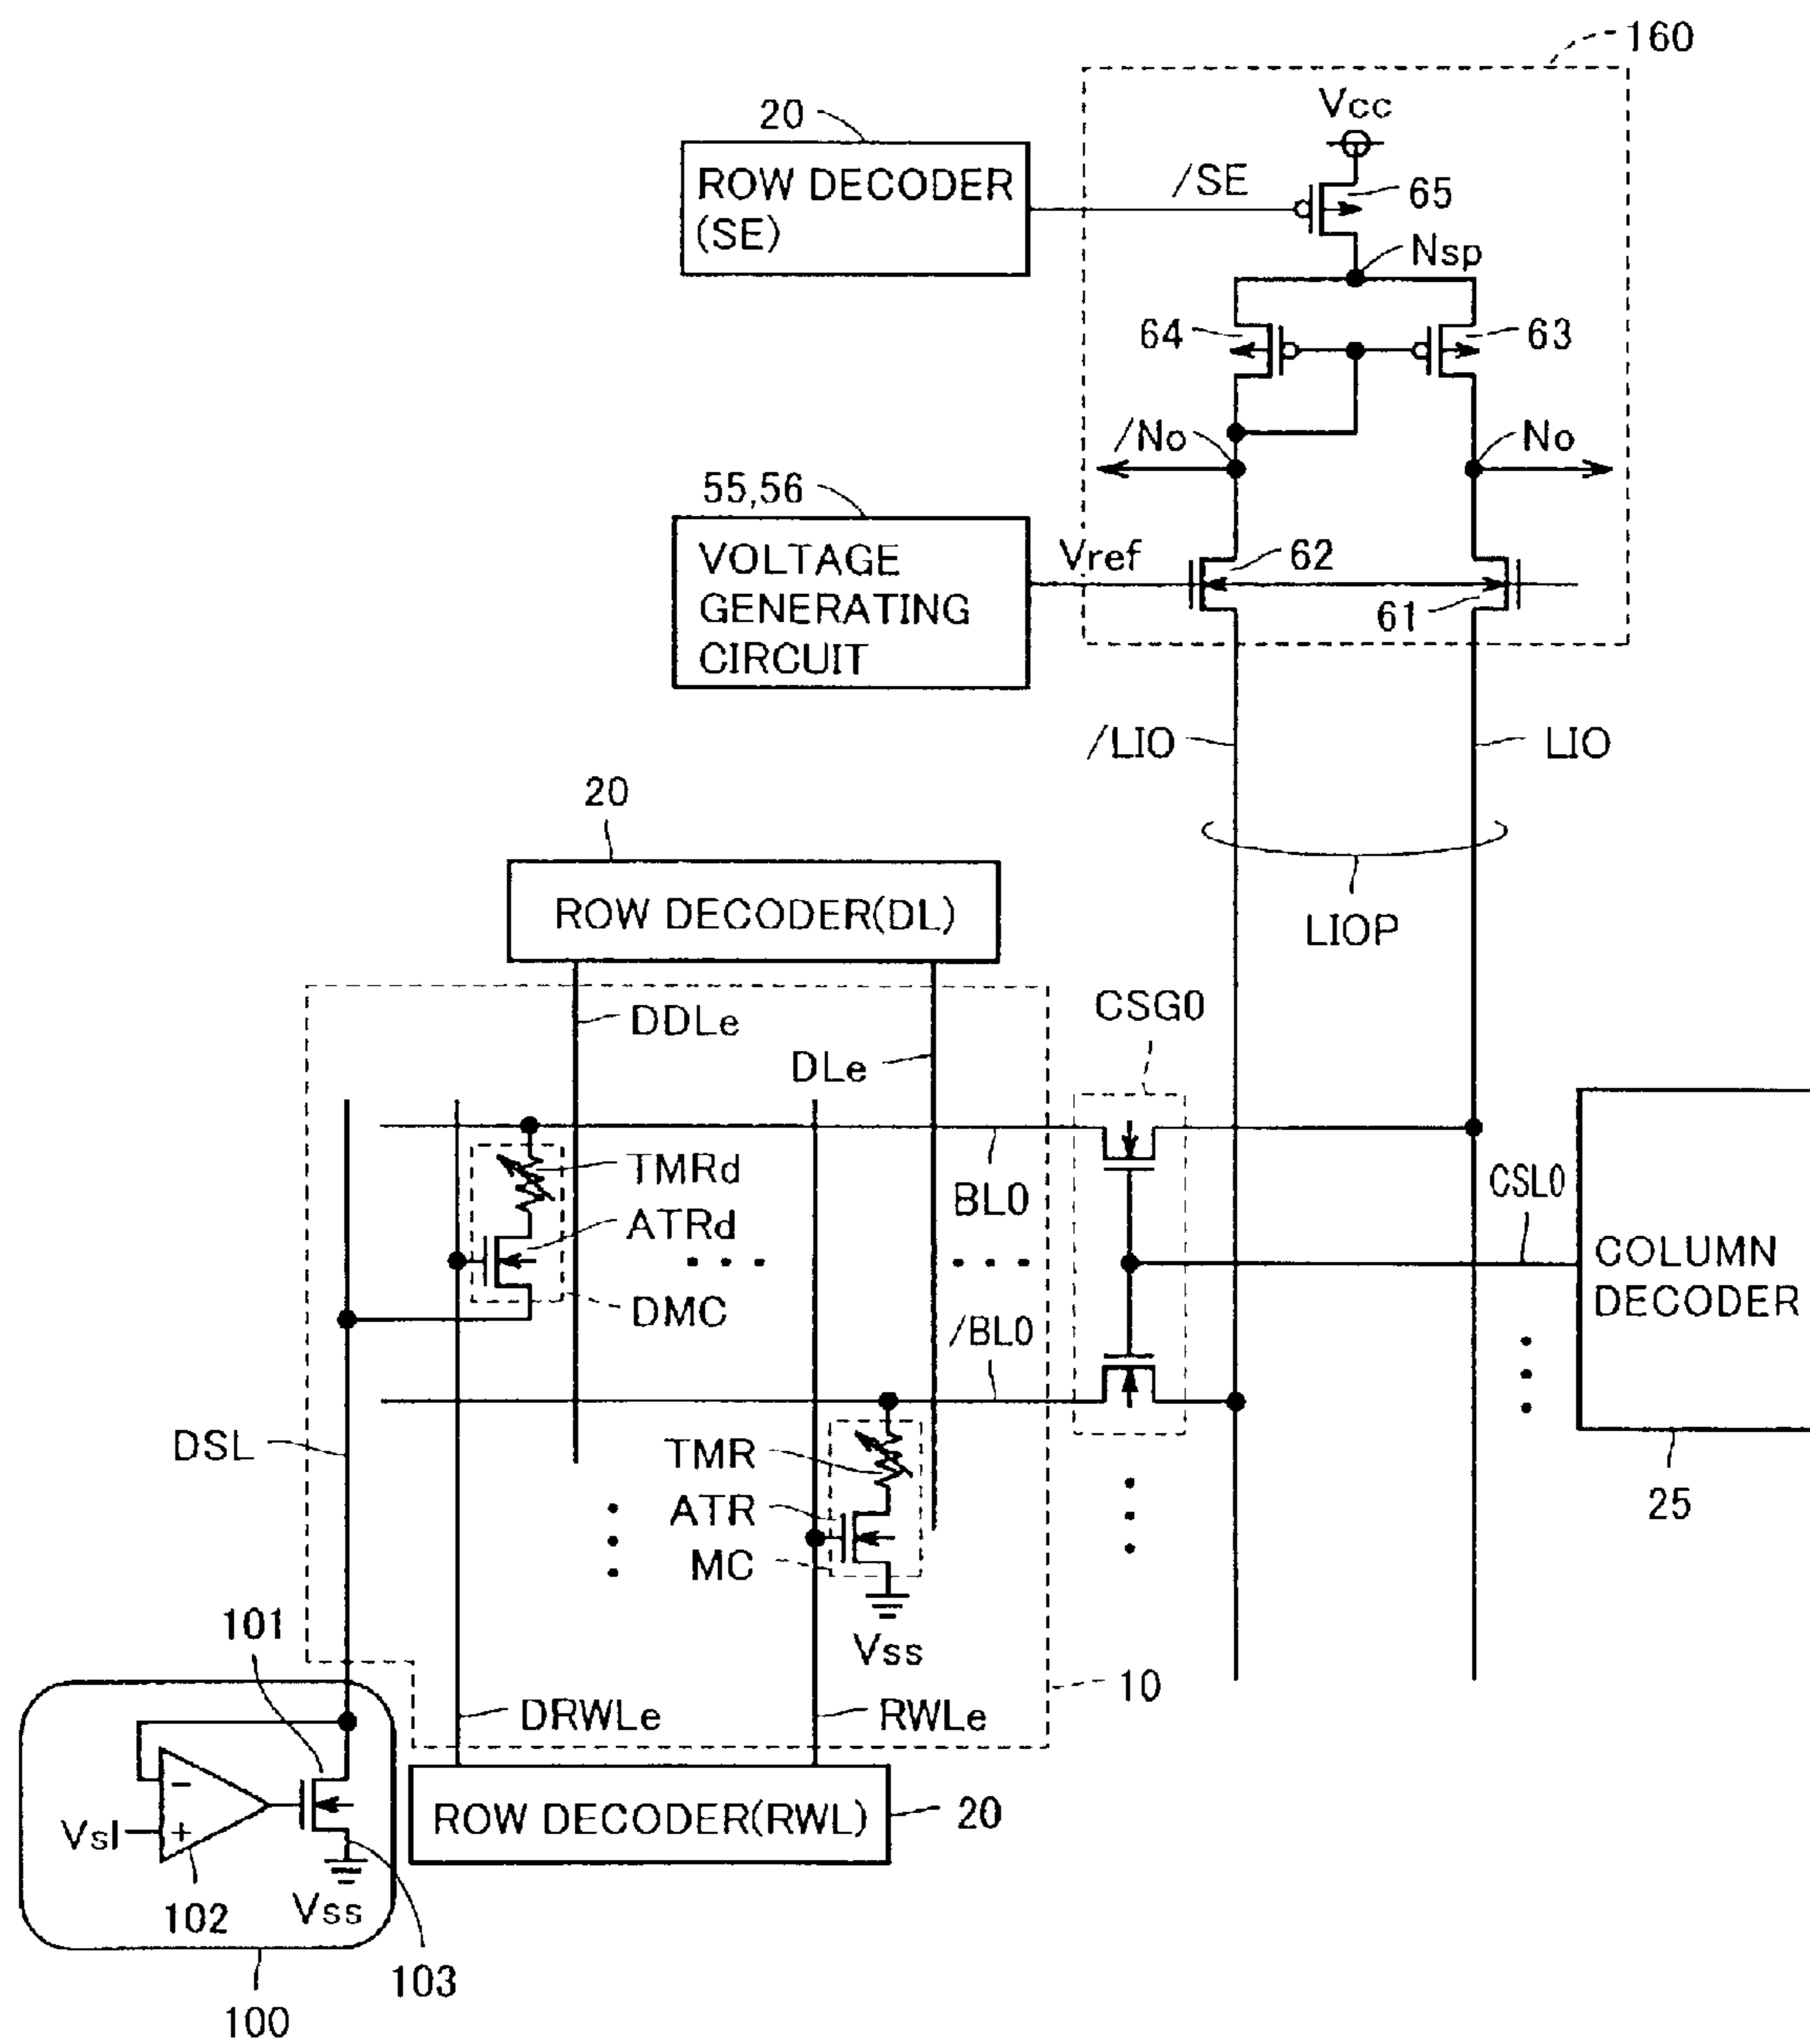 160
Vcc
20
ROW DECODER
(SE)
/SE
65
Nsp
64
63
/No
No
55,56
VOLTAGE
GENERATING
CIRCUIT
Vref
62
61
/LIO
LIO
20
ROW DECODER(DL)
LIOP
DDLe
CSG0
DLe
TMRd
BL0
CSL0
ATRd
COLUMN
DECODER
DMC
/BL0
DSL
TMR
25
ATR
MC
101
Vss
10
DRWLe
RWLe
−
Vsl
+
ROW DECODER(RWL)
20
102
Vss
103
100